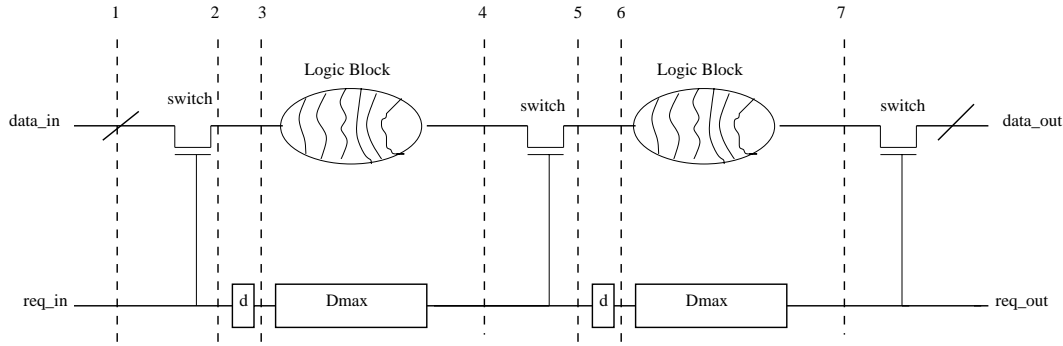 1 2 3 4 5 6 7
Logic Block Logic Block
switch switch switch
data_in data_out
req_in d Dmax d Dmax req_out